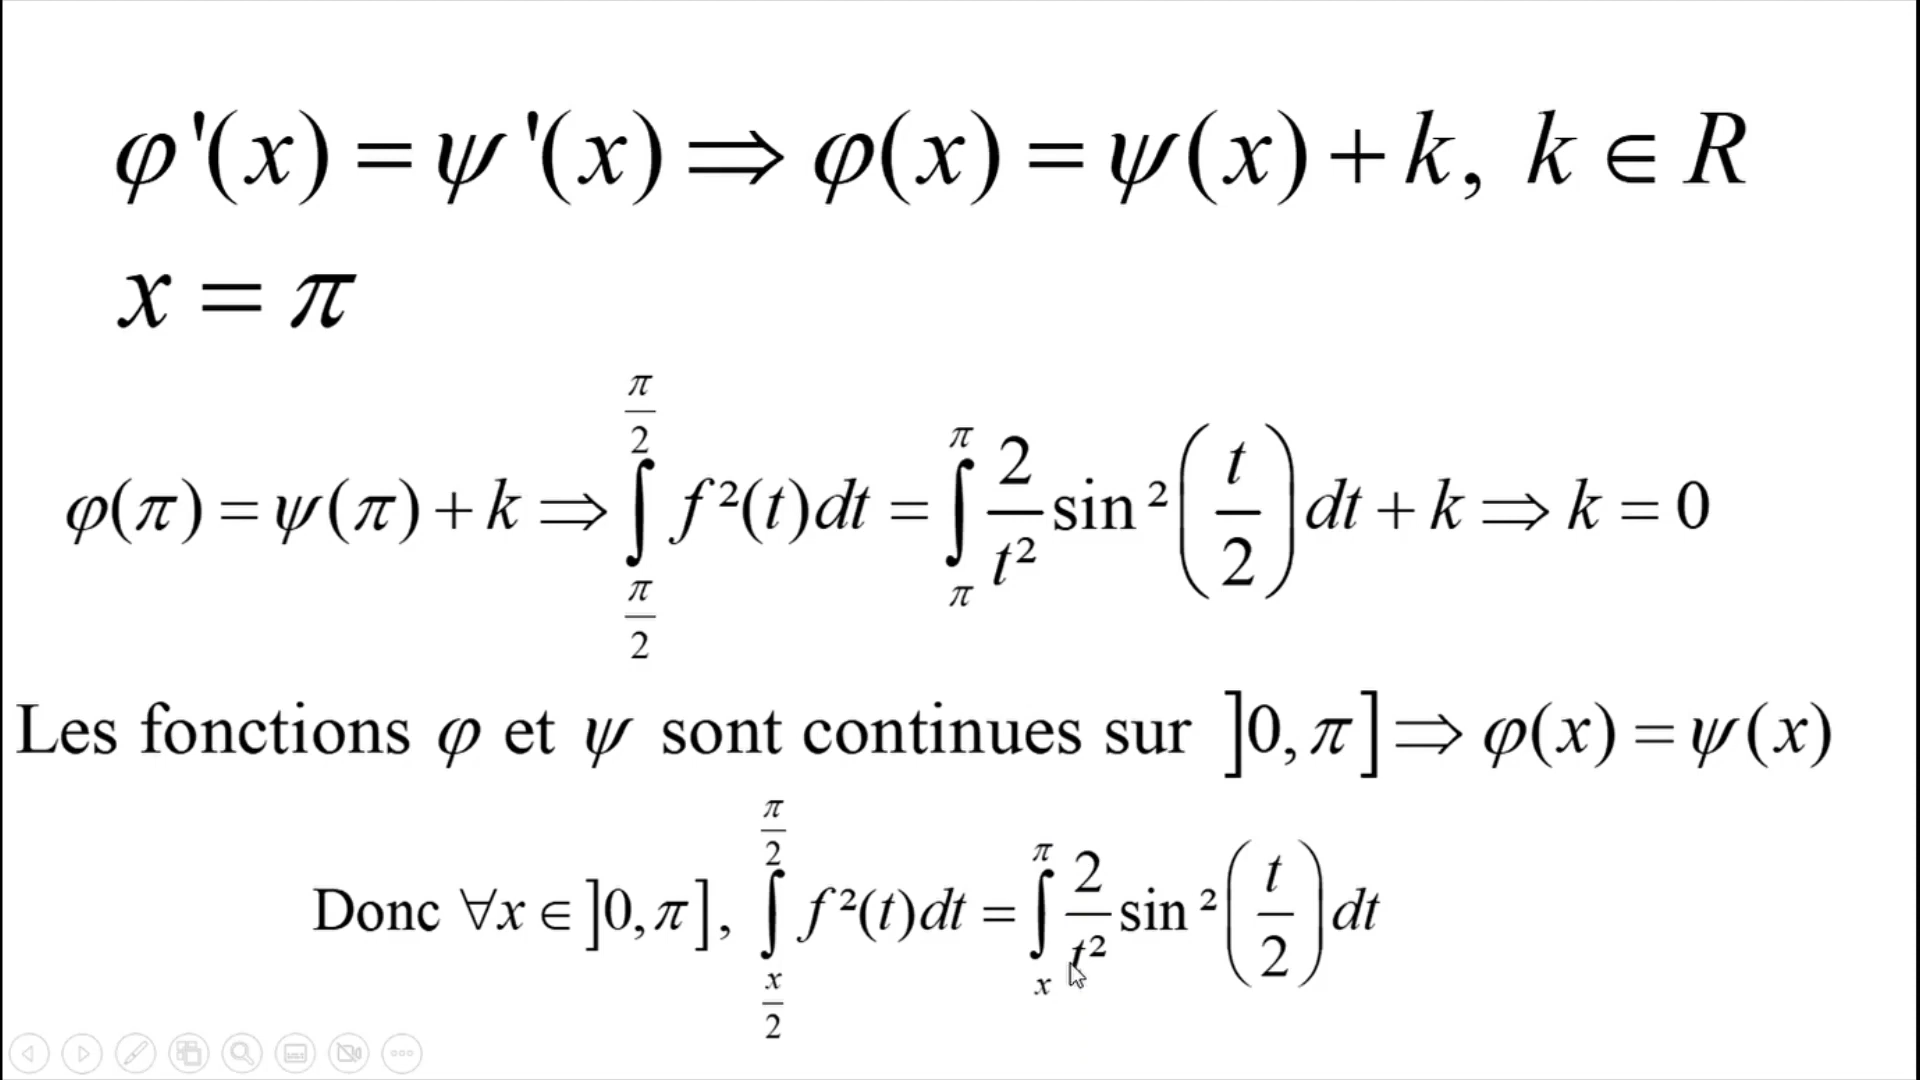 φ'(x) = ψ'(x) ⇒ φ(x) = ψ(x) + k, k ∈ R
x = π
φ(π) = ψ(π) + k ⇒ ∫_{π/2}^{π/2} f²(t)dt = ∫_{π}^{π} 2/t² sin²(t/2) dt + k ⇒ k = 0
Les fonctions φ et ψ sont continues sur ]0, π] ⇒ φ(x) = ψ(x)
Donc ∀x ∈ ]0, π], ∫_{x/2}^{π/2} f²(t)dt = ∫_{x}^{π} 2/t² sin²(t/2) dt